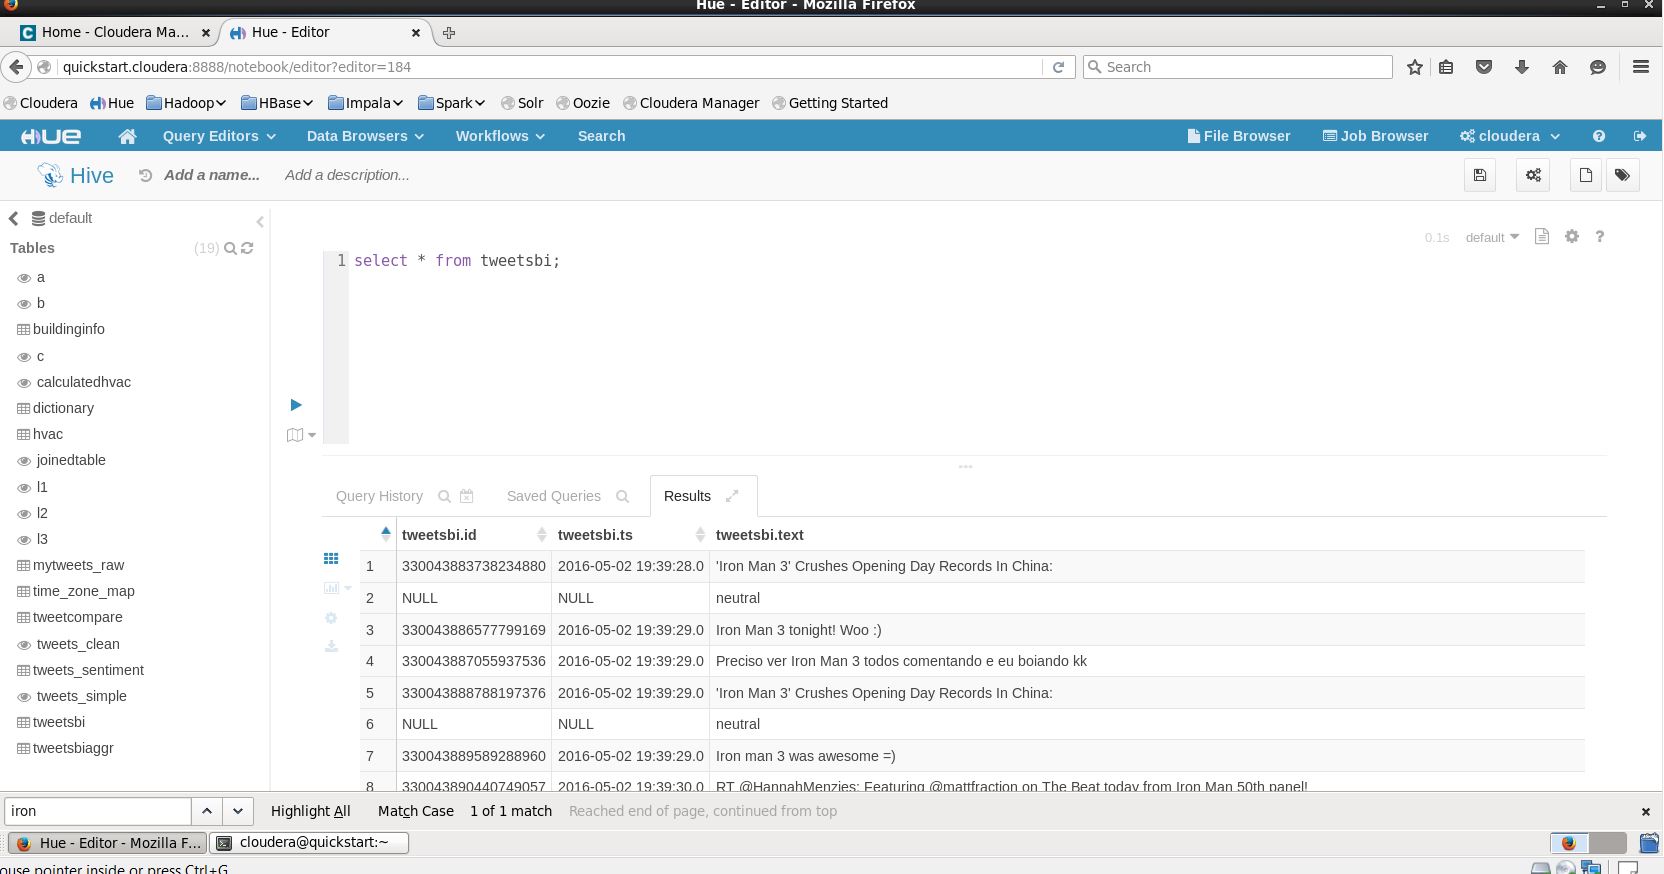 Hue - Editor - Mozilla Firefox
Home - Cloudera Ma... × Hue - Editor ×
quickstart.cloudera:8888/notebook/editor?editor=184 Search
Cloudera Hue Hadoop HBase Impala Spark Solr Oozie Cloudera Manager Getting Started
HUE Query Editors Data Browsers Workflows Search File Browser Job Browser cloudera
Hive Add a name... Add a description...
default
Tables (19)
a
b
buildinginfo
c
calculatedhvac
dictionary
hvac
joinedtable
l1
l2
l3
mytweets_raw
time_zone_map
tweetcompare
tweets_clean
tweets_sentiment
tweets_simple
tweetsbi
tweetsbiaggr
0.1s default ?
1 select * from tweetsbi;
Query History Saved Queries Results
tweetsbi.id tweetsbi.ts tweetsbi.text
1 330043883738234880 2016-05-02 19:39:28.0 'Iron Man 3' Crushes Opening Day Records In China:
2 NULL NULL neutral
3 330043886577799169 2016-05-02 19:39:29.0 Iron Man 3 tonight! Woo :)
4 330043887055937536 2016-05-02 19:39:29.0 Preciso ver Iron Man 3 todos comentando e eu boiando kk
5 330043888788197376 2016-05-02 19:39:29.0 'Iron Man 3' Crushes Opening Day Records In China:
6 NULL NULL neutral
7 330043889589288960 2016-05-02 19:39:29.0 Iron man 3 was awesome =)
8 330043890440749057 2016-05-02 19:39:30.0 RT @HannahMenzies: Featuring @mattfraction on The Beat today from Iron Man 50th panel!
iron Highlight All Match Case 1 of 1 match Reached end of page, continued from top ×
Hue - Editor - Mozilla F... cloudera@quickstart:~
ouse pointer inside or press Ctrl+G